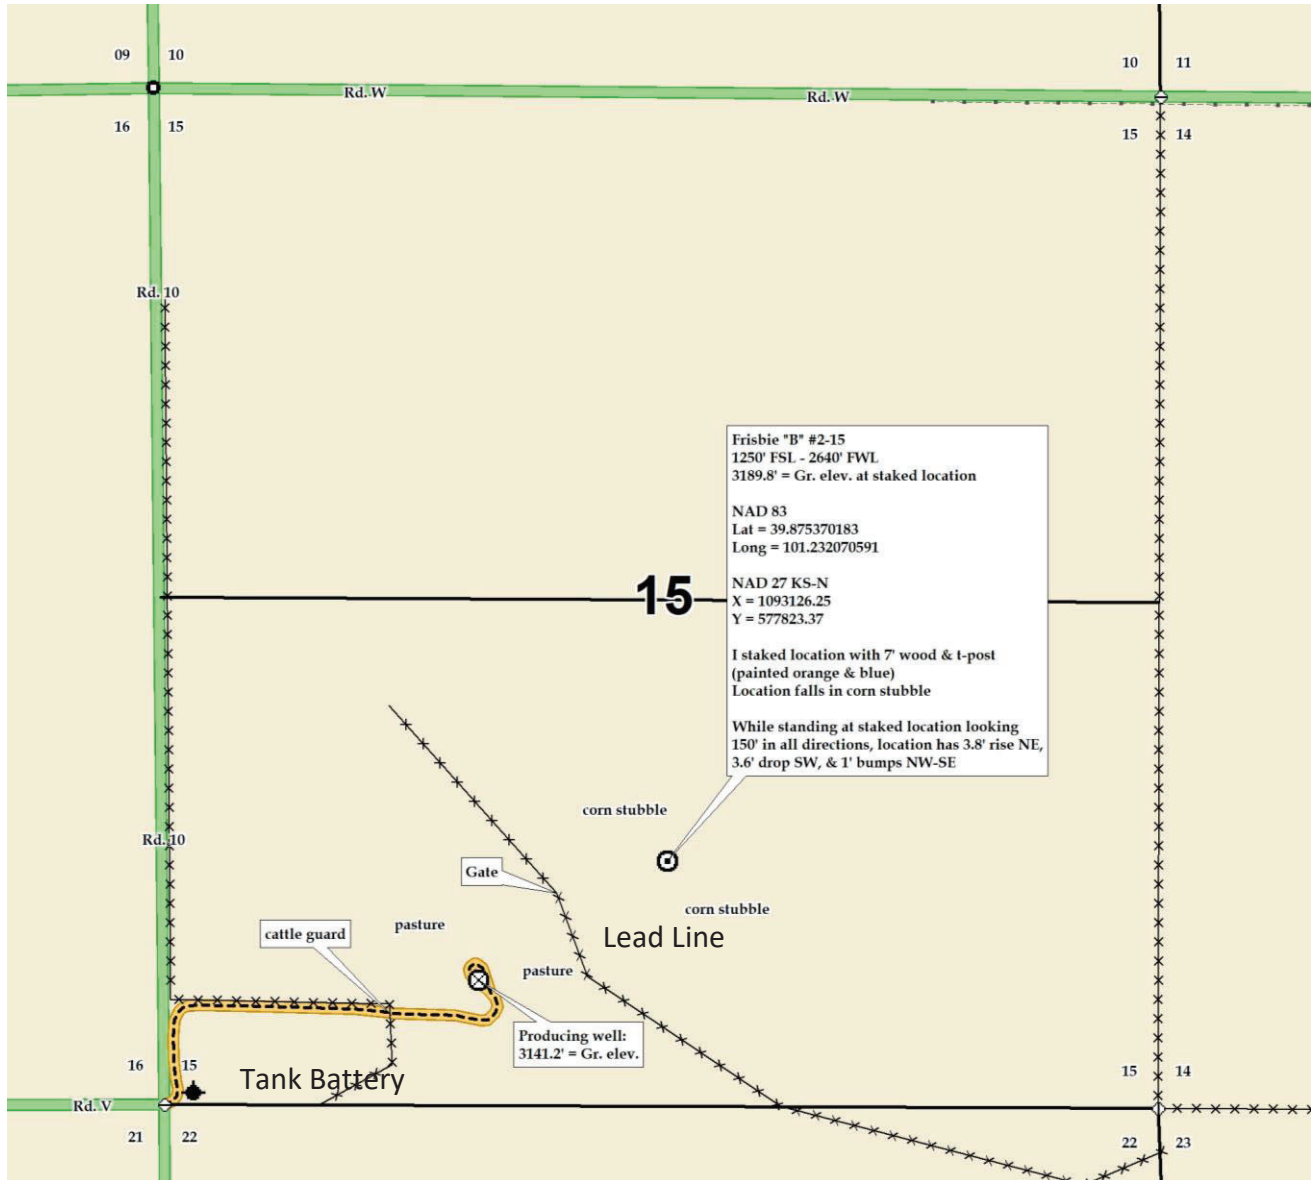 09 10
10 11
Rd. W
Rd. W
16 15
15 14
Rd. 10
Frisbie "B" #2-15
1250' FSL - 2640' FWL
3189.8' = Gr. elev. at staked location
NAD 83
Lat = 39.875370183
Long = 101.232070591
NAD 27 KS-N
X = 1093126.25
Y = 577823.37
I staked location with 7' wood & t-post
(painted orange & blue)
Location falls in corn stubble
While standing at staked location looking
150' in all directions, location has 3.8' rise NE,
3.6' drop SW, & 1' bumps NW-SE
15
corn stubble
Rd. 10
Gate
corn stubble
pasture
cattle guard
Lead Line
pasture
Producing well:
3141.2' = Gr. elev.
16 15
15 14
Tank Battery
Rd. V
21 22
22 23